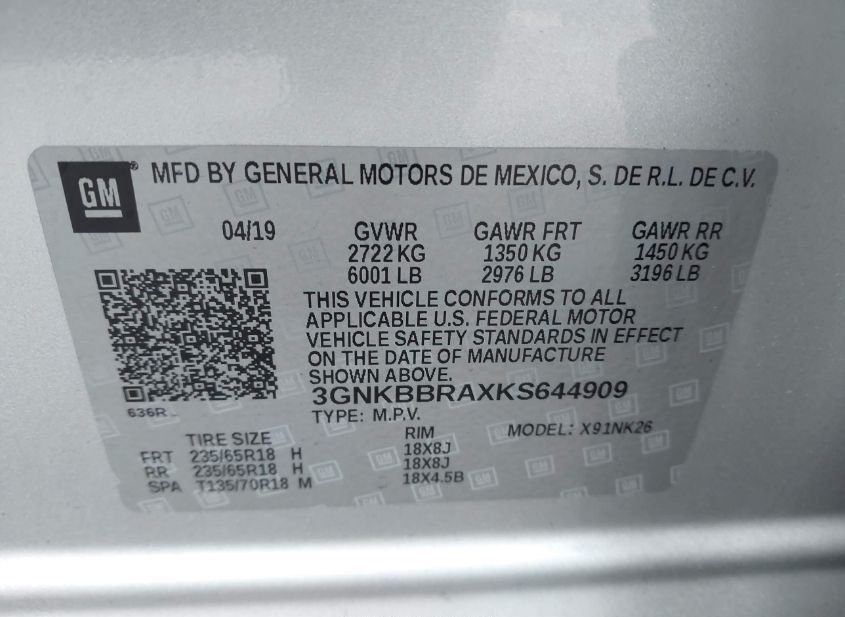 GM
MFD BY GENERAL MOTORS DE MEXICO, S. DE R.L. DE C.V.
04/19 GVWR GAWR FRT GAWR RR
2722 KG 1350 KG 1450 KG
6001 LB 2976 LB 3196 LB
THIS VEHICLE CONFORMS TO ALL
APPLICABLE U.S. FEDERAL MOTOR
VEHICLE SAFETY STANDARDS IN EFFECT
ON THE DATE OF MANUFACTURE
SHOWN ABOVE.
3GNKBBRAXKS644909
636R
TYPE: M.P.V.
TIRE SIZE RIM MODEL: X91NK26
FRT 235/65R18 H 18X8J
RR 235/65R18 H 18X8J
SPA T135/70R18 M 18X4.5B